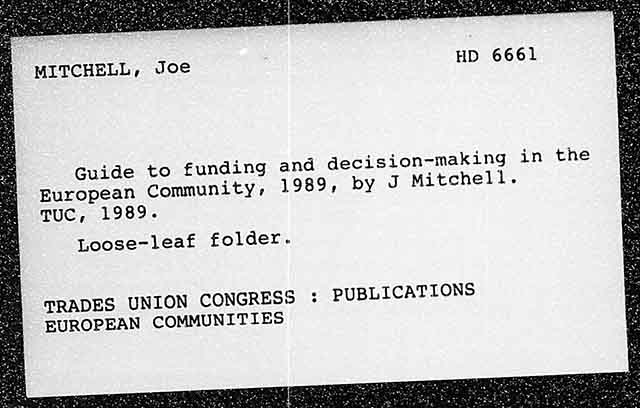 MITCHELL, Joe
HD 6661
Guide to funding and decision-making in the
European Community, 1989, by J Mitchell.
TUC, 1989.
Loose-leaf folder.
TRADES UNION CONGRESS : PUBLICATIONS
EUROPEAN COMMUNITIES